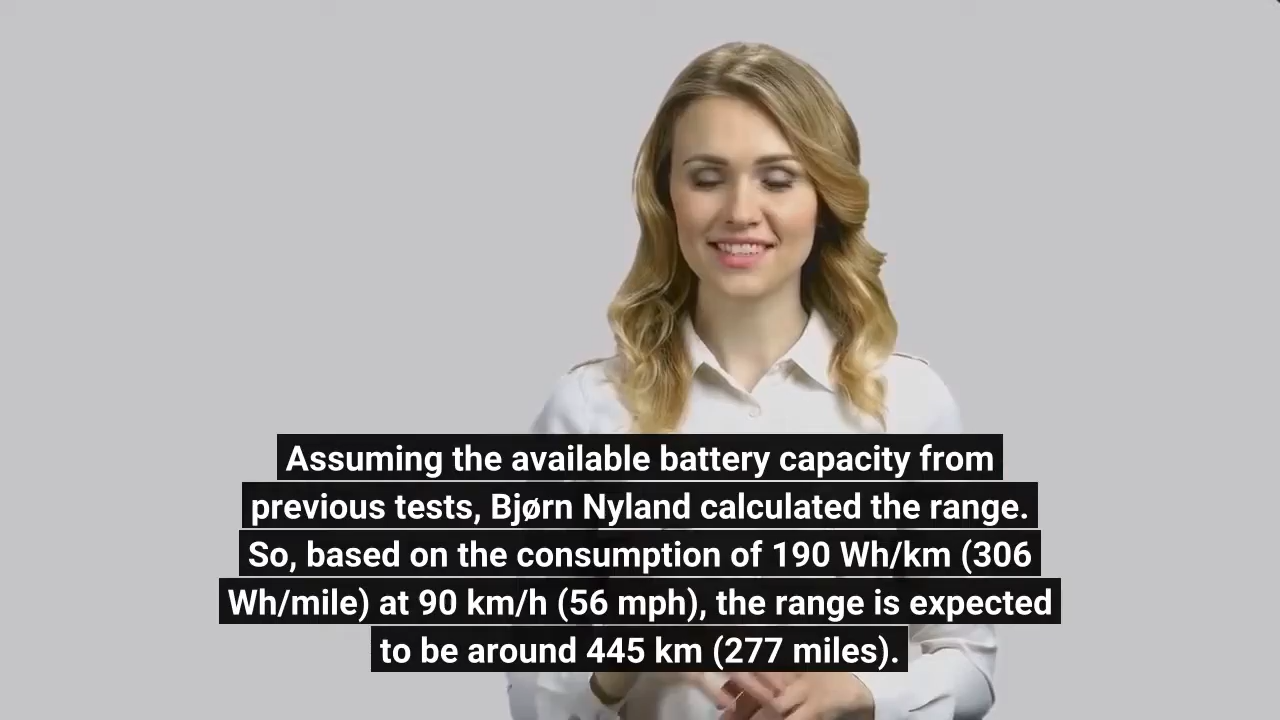 Assuming the available battery capacity from
previous tests, Bjørn Nyland calculated the range.
So, based on the consumption of 190 Wh/km (306
Wh/mile) at 90 km/h (56 mph), the range is expected
to be around 445 km (277 miles).